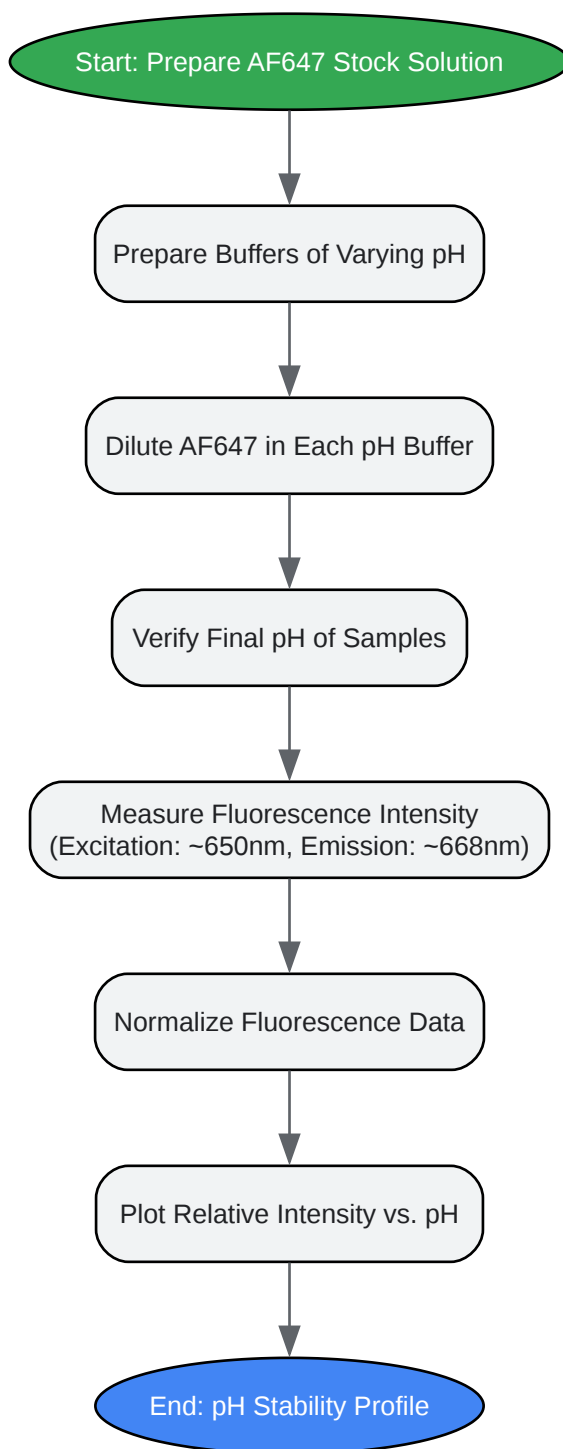 Start: Prepare AF647 Stock Solution
Prepare Buffers of Varying pH
Dilute AF647 in Each pH Buffer
Verify Final pH of Samples
Measure Fluorescence Intensity
(Excitation: ~650nm, Emission: ~668nm)
Normalize Fluorescence Data
Plot Relative Intensity vs. pH
End: pH Stability Profile